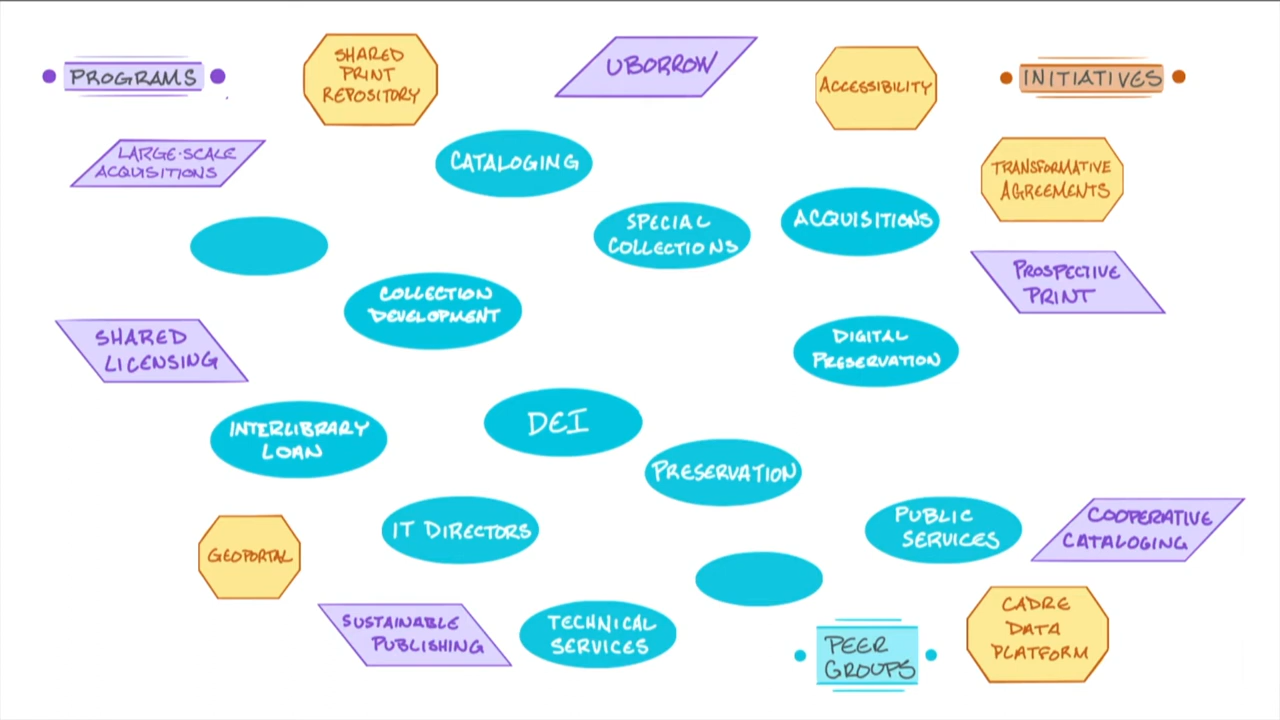 PROGRAMS
SHARED
PRINT
REPOSITORY
UBORROW
ACCESSIBILITY
INITIATIVES
LARGE-SCALE
ACQUISITIONS
CATALOGING
TRANSFORMATIVE
AGREEMENTS
SPECIAL
COLLECTIONS
ACQUISITIONS
PROSPECTIVE
PRINT
COLLECTION
DEVELOPMENT
SHARED
LICENSING
DIGITAL
PRESERVATION
INTERLIBRARY
LOAN
DEI
PRESERVATION
IT DIRECTORS
PUBLIC
SERVICES
COOPERATIVE
CATALOGING
GEOPORTAL
SUSTAINABLE
PUBLISHING
TECHNICAL
SERVICES
PEER
GROUPS
CADRE
DATA
PLATFORM